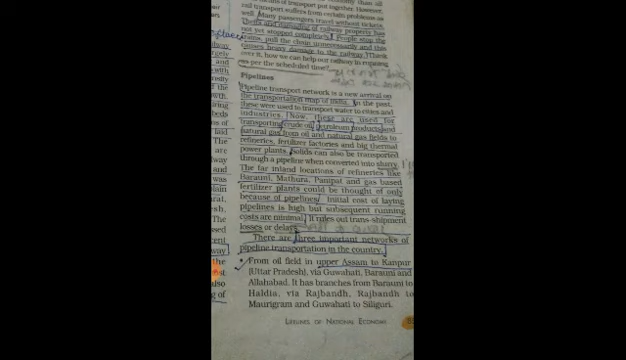 means of transport put together. However,
rail transport suffers from certain problems as
well. Many passengers travel without tickets.
Thefts and damaging of railway property has
not yet stopped completely. People stop the
trains, pull the chain unnecessarily and this
causes heavy damage to the railway. Think
over it, how we can help our railway in running
as per the scheduled time?
Pipelines
Pipeline transport network is a new arrival on
the transportation map of India. In the past,
these were used to transport water to cities and
industries. Now, these are used for
transporting crude oil, petroleum products and
natural gas from oil and natural gas fields to
refineries, fertilizer factories and big thermal
power plants. Solids can also be transported
through a pipeline when converted into slurry.
The far inland locations of refineries like
Barauni, Mathura, Panipat and gas based
fertilizer plants could be thought of only
because of pipelines. Initial cost of laying
pipelines is high but subsequent running
costs are minimal. It rules out trans-shipment
losses or delays.
There are three important networks of
pipeline transportation in the country.
• From oil field in upper Assam to Kanpur
(Uttar Pradesh), via Guwahati, Barauni and
Allahabad. It has branches from Barauni to
Haldia, via Rajbandh, Rajbandh to
Maurigram and Guwahati to Siliguri.
LIFELINES OF NATIONAL ECONOMY